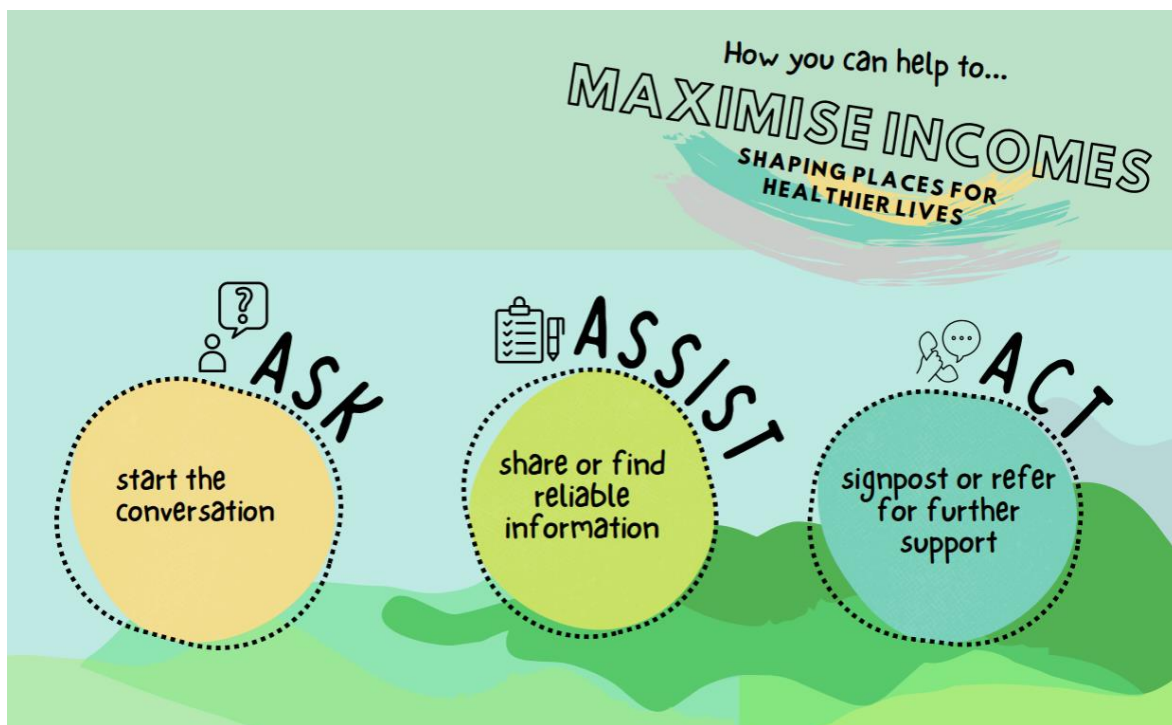 How you can help to...
MAXIMISE INCOMES
SHAPING PLACES FOR
HEALTHIER LIVES
?
ASK
start the
conversation
ASSIST
share or find
reliable
information
ACT
signpost or refer
for further
support